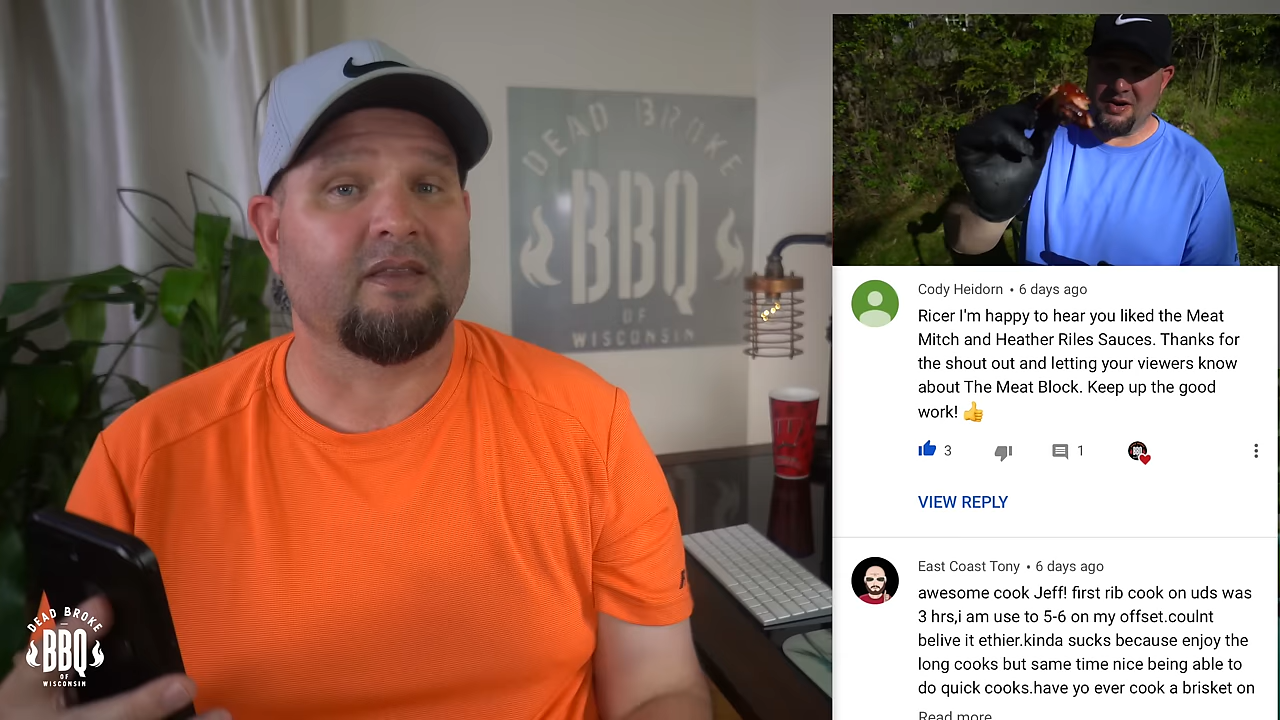 DEAD BROKE
BBQ
OF
WISCONSIN
DEAD BROKE
BBQ
OF
WISCONSIN
Cody Heidorn • 6 days ago
Ricer I'm happy to hear you liked the Meat
Mitch and Heather Riles Sauces. Thanks for
the shout out and letting your viewers know
about The Meat Block. Keep up the good
work! 👍
3
1
VIEW REPLY
East Coast Tony • 6 days ago
awesome cook Jeff! first rib cook on uds was
3 hrs,i am use to 5-6 on my offset.coulnt
belive it ethier.kinda sucks because enjoy the
long cooks but same time nice being able to
do quick cooks.have yo ever cook a brisket on
Read more